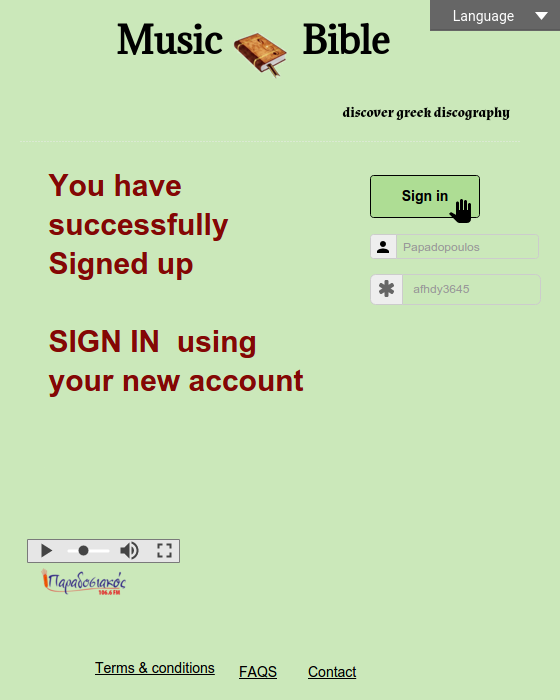 Language
Music Bible
discover greek discography
You have
successfully
Signed up
Sign in
Papadopoulos
afhdy3645
SIGN IN using
your new account
Παραδοσιακός
106.6 FM
Terms & conditions FAQS Contact